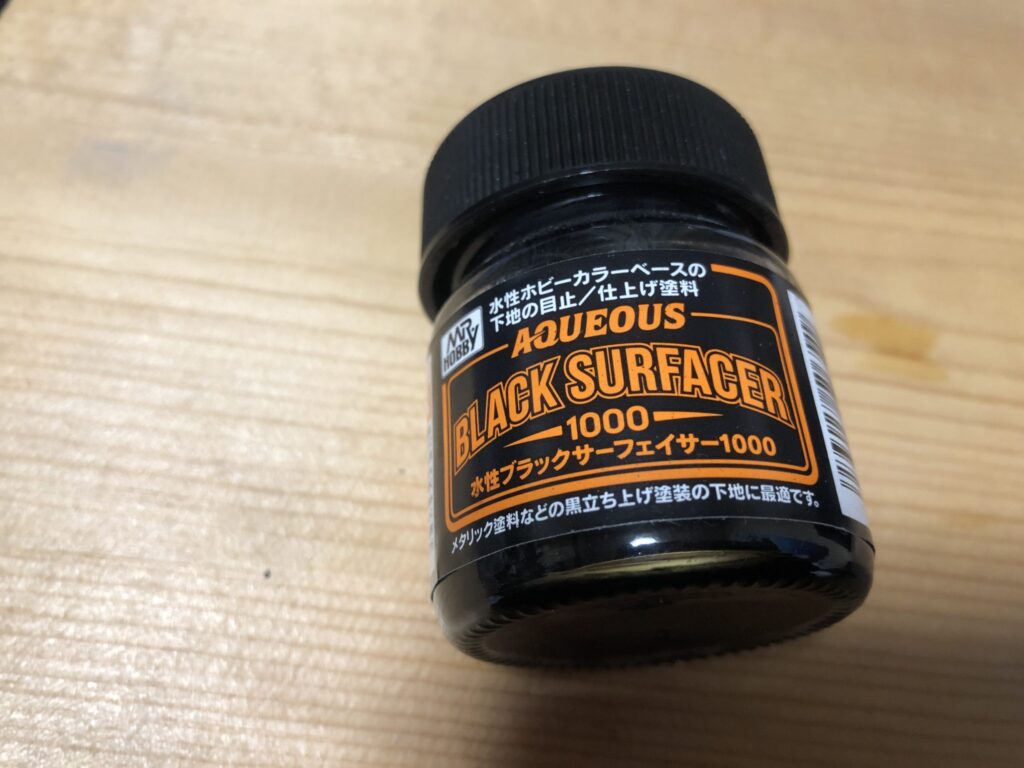 水性ホビーカラーベースの
下地の目止/仕上げ塗料
MR
HOBBY
AQUEOUS
BLACK SURFACER
1000
水性ブラックサーフェイサー1000
メタリック塗料などの黒立ち上げ塗装の下地に最適です。